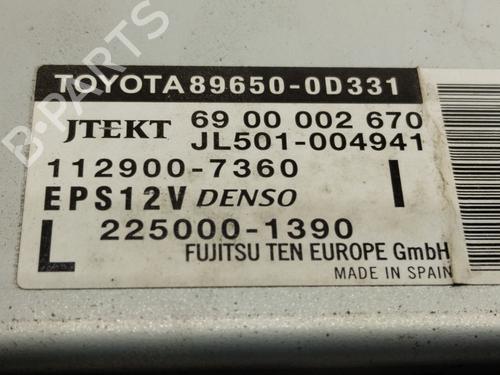 TOYOTA 89650-0D331
JTEKT 69 00 002 670
JL501-004941
112900-7360 I
EPS12V DENSO
L 225000-1390
FUJITSU TEN EUROPE GmbH
MADE IN SPAIN